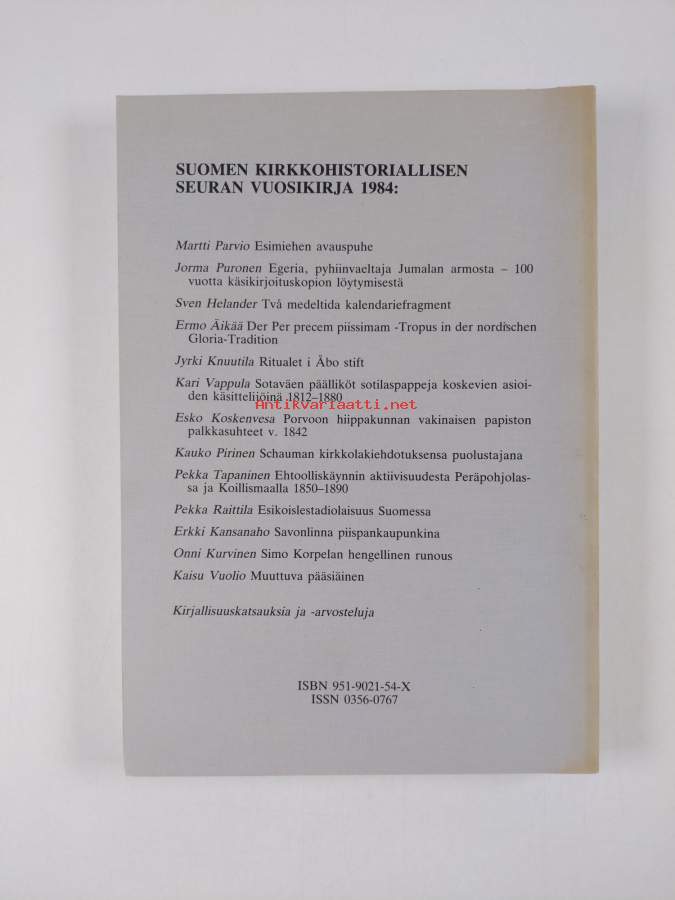 SUOMEN KIRKKOHISTORIALLISEN
SEURAN VUOSIKIRJA 1984:
Martti Parvio Esimiehen avauspuhe
Jorma Puronen Egeria, pyhiinvaeltaja Jumalan armosta – 100
vuotta käsikirjoituskopion löytymisestä
Sven Helander Två medeltida kalendariefragment
Ermo Äikää Der Per precem piissimam -Tropus in der nordischen
Gloria-Tradition
Jyrki Knuutila Ritualet i Åbo stift
Kari Vappula Sotaväen päälliköt sotilaspappeja koskevien asioi-
den käsittelijöinä 1812–1880
Antikvariaatti.net
Esko Koskenvesa Porvoon hiippakunnan vakinaisen papiston
palkkasuhteet v. 1842
Kauko Pirinen Schauman kirkkolakiehdotuksensa puolustajana
Pekka Tapaninen Ehtoolliskäynnin aktiivisuudesta Peräpohjolas-
sa ja Koillismaalla 1850–1890
Pekka Raittila Esikoislestadiolaisuus Suomessa
Erkki Kansanaho Savonlinna piispankaupunkina
Onni Kurvinen Simo Korpelan hengellinen runous
Kaisu Vuolio Muuttuva pääsiäinen
Kirjallisuuskatsauksia ja -arvosteluja
ISBN 951-9021-54-X
ISSN 0356-0767